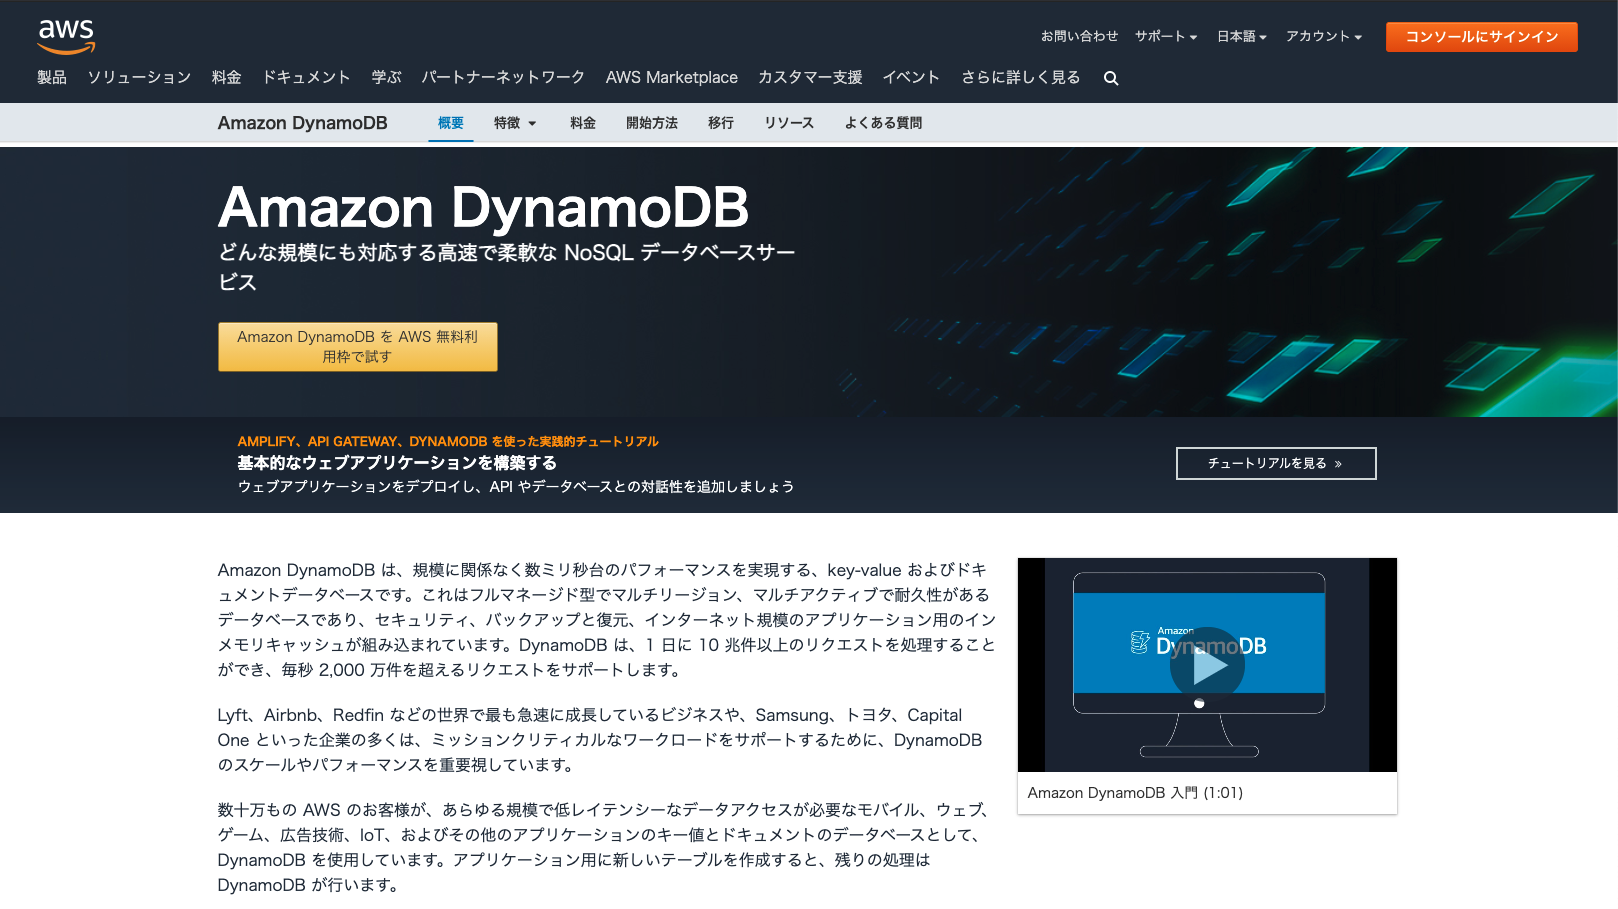 aws
お問い合わせ サポート 日本語 アカウント コンソールにサインイン
製品 ソリューション 料金 ドキュメント 学ぶ パートナーネットワーク AWS Marketplace カスタマー支援 イベント さらに詳しく見る
Amazon DynamoDB 概要 特徴 料金 開始方法 移行 リソース よくある質問
Amazon DynamoDB
どんな規模にも対応する高速で柔軟な NoSQL データベースサー
ビス
Amazon DynamoDB を AWS 無料利
用枠で試す
AMPLIFY、API GATEWAY、DYNAMODB を使った実践的チュートリアル
基本的なウェブアプリケーションを構築する
ウェブアプリケーションをデプロイし、API やデータベースとの対話性を追加しましょう
チュートリアルを見る »
Amazon DynamoDB は、規模に関係なく数ミリ秒台のパフォーマンスを実現する、key-value およびドキ
ュメントデータベースです。これはフルマネージド型でマルチリージョン、マルチアクティブで耐久性がある
データベースであり、セキュリティ、バックアップと復元、インターネット規模のアプリケーション用のイン
メモリキャッシュが組み込まれています。DynamoDB は、1 日に 10 兆件以上のリクエストを処理すること
ができ、毎秒 2,000 万件を超えるリクエストをサポートします。
Lyft、Airbnb、Redfin などの世界で最も急速に成長しているビジネスや、Samsung、トヨタ、Capital
One といった企業の多くは、ミッションクリティカルなワークロードをサポートするために、DynamoDB
のスケールやパフォーマンスを重要視しています。
数十万もの AWS のお客様が、あらゆる規模で低レイテンシーなデータアクセスが必要なモバイル、ウェブ、
ゲーム、広告技術、IoT、およびその他のアプリケーションのキー値とドキュメントのデータベースとして、
DynamoDB を使用しています。アプリケーション用に新しいテーブルを作成すると、残りの処理は
DynamoDB が行います。
Amazon
DynamoDB
Amazon DynamoDB 入門 (1:01)